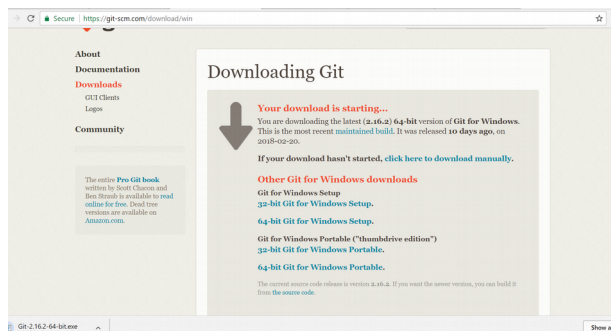 Secure | https://git-scm.com/download/win
About
Documentation
Downloads
GUI Clients
Logos
Community
The entire Pro Git book
written by Scott Chacon and
Ben Straub is available to read
online for free. Dead tree
versions are available on
Amazon.com.
Downloading Git
Your download is starting...
You are downloading the latest (2.16.2) 64-bit version of Git for Windows.
This is the most recent maintained build. It was released 10 days ago, on
2018-02-20.
If your download hasn't started, click here to download manually.
Other Git for Windows downloads
Git for Windows Setup
32-bit Git for Windows Setup.
64-bit Git for Windows Setup.
Git for Windows Portable ("thumbdrive edition")
32-bit Git for Windows Portable.
64-bit Git for Windows Portable.
The current source code release is version 2.16.2. If you want the newer version, you can build it
from the source code.
Git-2.16.2-64-bit.exe
Show a